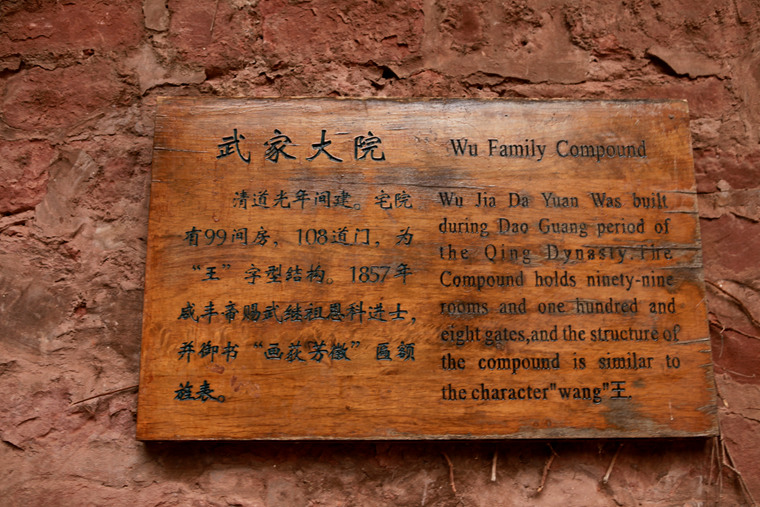 武家大院
清道光年间建。宅院
有99间房，108道门，为
“王”字型结构。1857年
咸丰帝赐武继祖恩科进士，
并御书“画荻芳徽”匾额
旌表。
Wu Family Compound
Wu Jia Da Yuan Was built
during Dao Guang period of
the Qing Dynasty.The
Compound holds ninety-nine
rooms and one hundred and
eight gates,and the structure of
the compound is similar to
the character"wang"王.